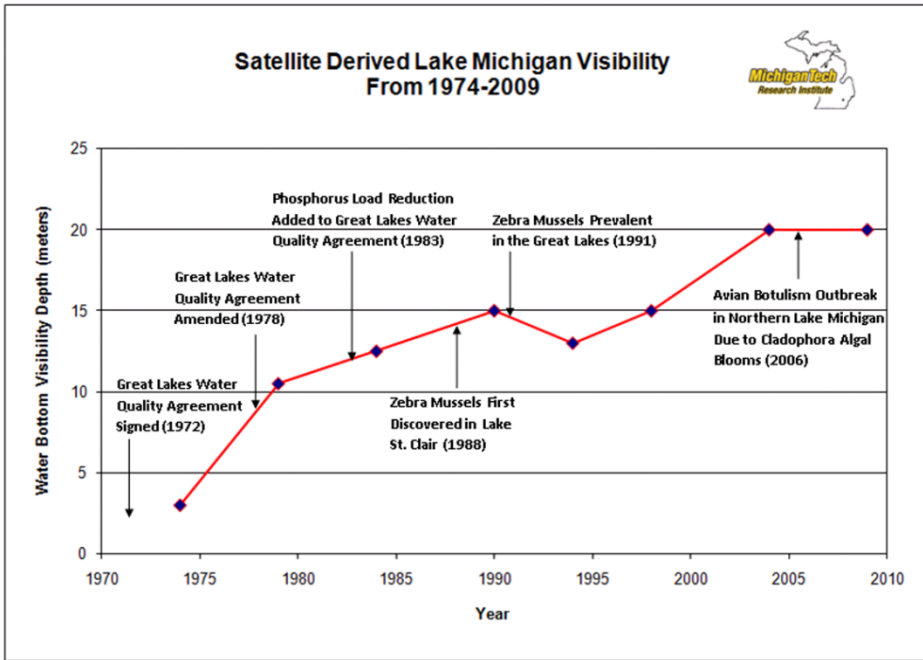 Satellite Derived Lake Michigan Visibility
From 1974-2009
MichiganTech
Research Institute
Water Bottom Visibility Depth (meters)
25
20
15
10
5
0
Great Lakes Water
Quality Agreement
Signed (1972)
Great Lakes Water
Quality Agreement
Amended (1978)
Phosphorus Load Reduction
Added to Great Lakes Water
Quality Agreement (1983)
Zebra Mussels First
Discovered in Lake
St. Clair (1988)
Zebra Mussels Prevalent
in the Great Lakes (1991)
Avian Botulism Outbreak
in Northern Lake Michigan
Due to Cladophora Algal
Blooms (2006)
1970 1975 1980 1985 1990 1995 2000 2005 2010
Year